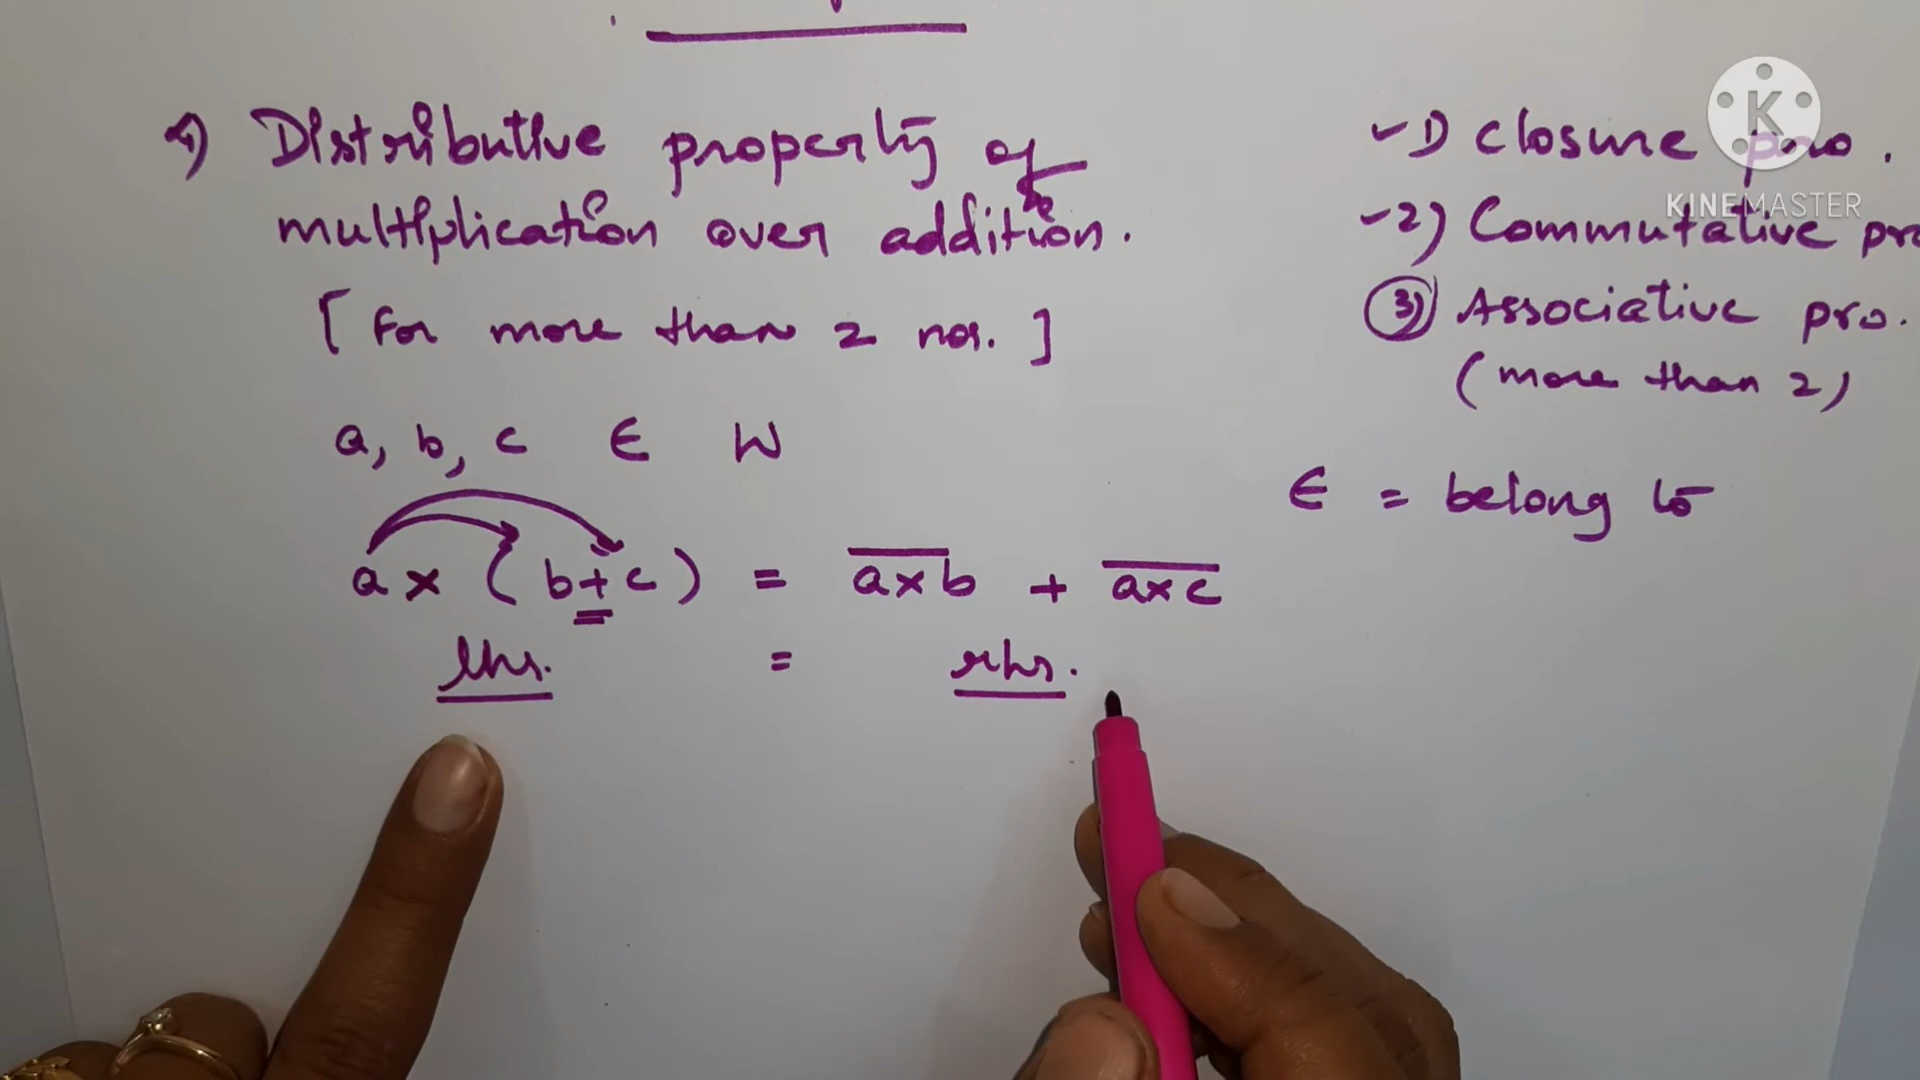 4) Distributive property of
multiplication over addition.
[ For more than 2 nos. ]
a, b, c ∈ W
a × ( b + c ) = a×b + a×c
lhs. = rhs.
1) Closure pro.
2) Commutative pro
3) Associative pro.
(more than 2)
∈ = belong to
K
KINEMASTER